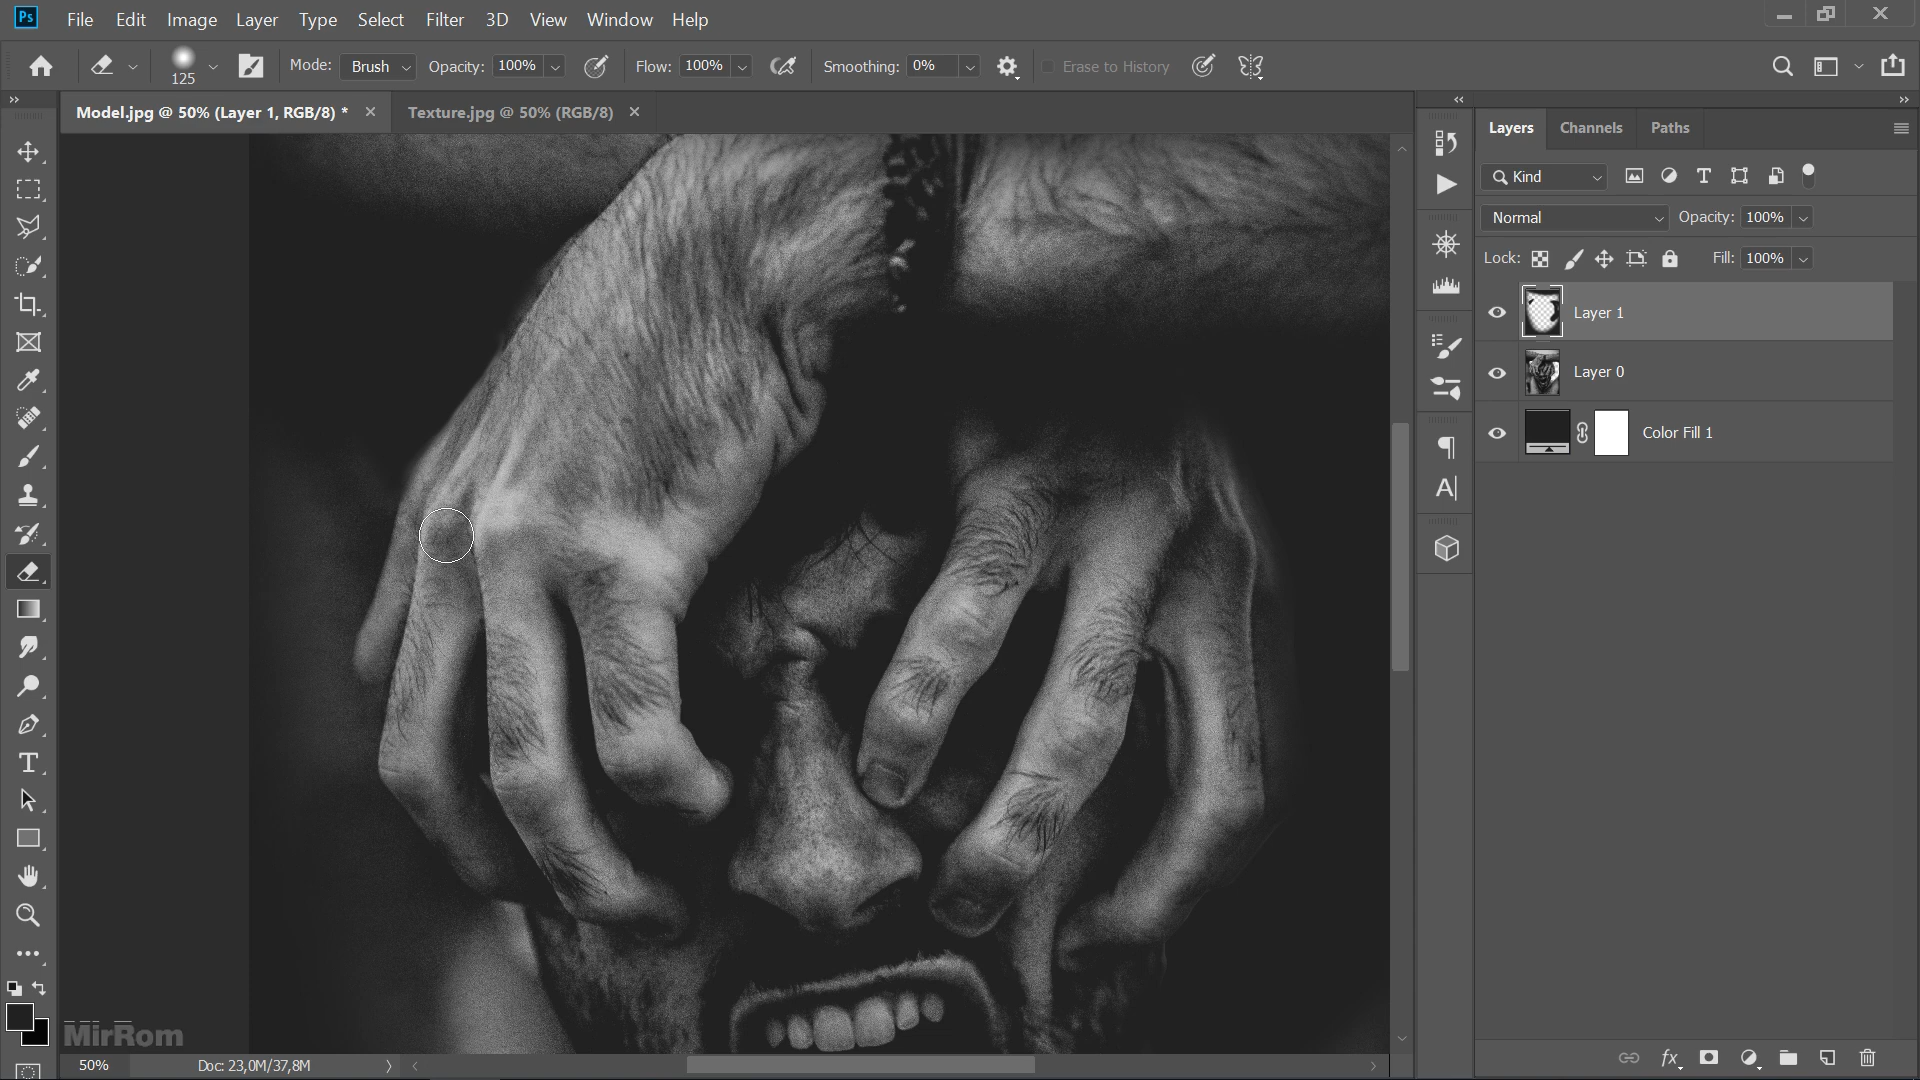 Ps File Edit Image Layer Type Select Filter 3D View Window Help
125 Mode: Brush Opacity: 100% Flow: 100% Smoothing: 0% Erase to History
Model.jpg @ 50% (Layer 1, RGB/8) * Texture.jpg @ 50% (RGB/8)
Layers Channels Paths
Kind
Normal Opacity: 100%
Lock: Fill: 100%
Layer 1
Layer 0
Color Fill 1
MirRom
50% Doc: 23,0M/37,8M